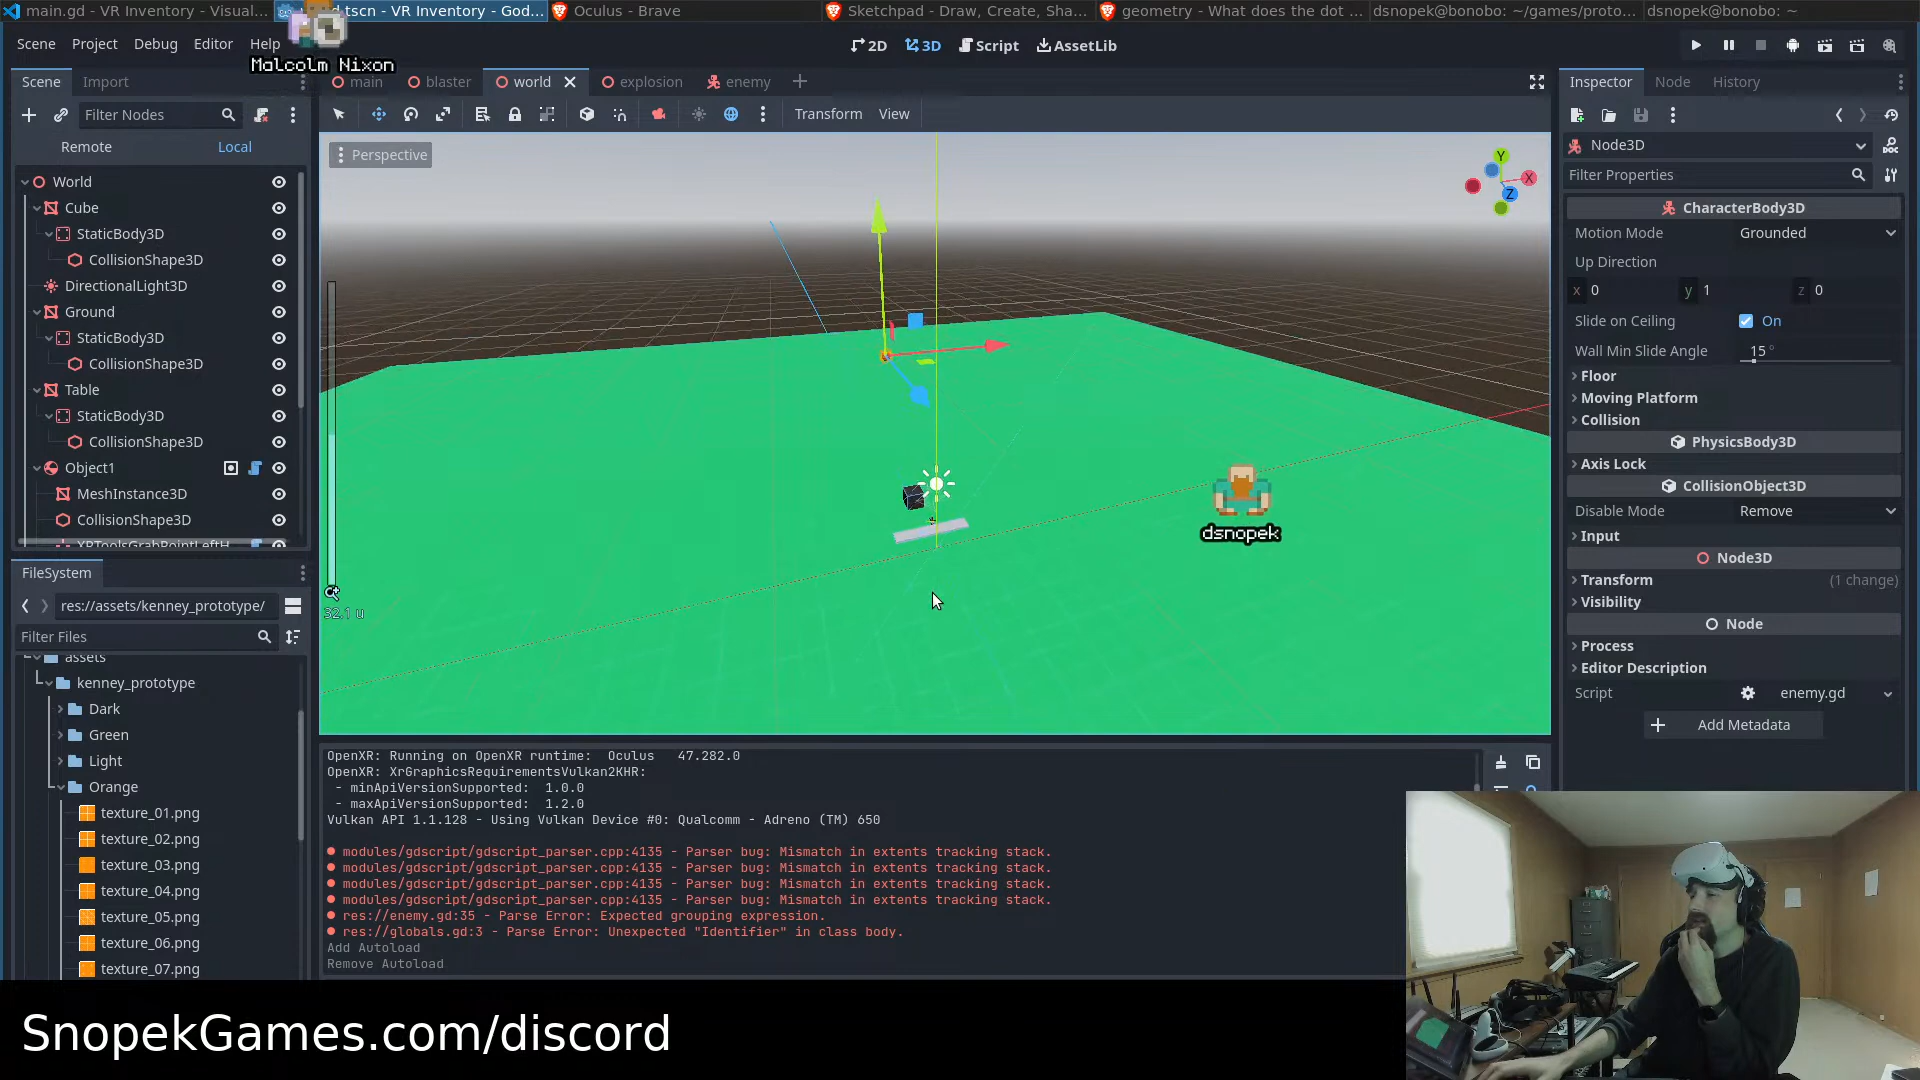 main.gd - VR Inventory - Visual...
d.tscn - VR Inventory - God...
Oculus - Brave
Sketchpad - Draw, Create, Sha...
geometry - What does the dot ...
dsnopek@bonobo: ~/games/proto...
dsnopek@bonobo: ~
Scene Project Debug Editor Help
2D 3D Script AssetLib
Malcolm Nixon
Scene Import
main blaster world explosion enemy
Inspector Node History
Filter Nodes
Transform View
Remote Local
Perspective
Y
X
Z
Node3D
Filter Properties
World
Cube
StaticBody3D
CollisionShape3D
DirectionalLight3D
Ground
StaticBody3D
CollisionShape3D
Table
StaticBody3D
CollisionShape3D
Object1
MeshInstance3D
CollisionShape3D
XRToolsGrabPointLeftH
CharacterBody3D
Motion Mode Grounded
Up Direction
x 0 y 1 z 0
Slide on Ceiling On
Wall Min Slide Angle 15 °
Floor
Moving Platform
Collision
PhysicsBody3D
Axis Lock
CollisionObject3D
Disable Mode Remove
Input
Node3D
Transform (1 change)
Visibility
Node
Process
Editor Description
Script enemy.gd
Add Metadata
dsnopek
32.1 u
FileSystem
res://assets/kenney_prototype/
Filter Files
assets
kenney_prototype
Dark
Green
Light
Orange
texture_01.png
texture_02.png
texture_03.png
texture_04.png
texture_05.png
texture_06.png
texture_07.png
OpenXR: Running on OpenXR runtime: Oculus 47.282.0
OpenXR: XrGraphicsRequirementsVulkan2KHR:
- minApiVersionSupported: 1.0.0
- maxApiVersionSupported: 1.2.0
Vulkan API 1.1.128 - Using Vulkan Device #0: Qualcomm - Adreno (TM) 650
modules/gdscript/gdscript_parser.cpp:4135 - Parser bug: Mismatch in extents tracking stack.
modules/gdscript/gdscript_parser.cpp:4135 - Parser bug: Mismatch in extents tracking stack.
modules/gdscript/gdscript_parser.cpp:4135 - Parser bug: Mismatch in extents tracking stack.
modules/gdscript/gdscript_parser.cpp:4135 - Parser bug: Mismatch in extents tracking stack.
res://enemy.gd:35 - Parse Error: Expected grouping expression.
res://globals.gd:3 - Parse Error: Unexpected "Identifier" in class body.
Add Autoload
Remove Autoload
SnopekGames.com/discord